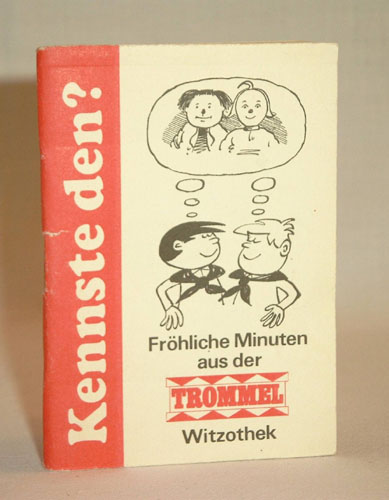 Kennste den?
Fröhliche Minuten
aus der
TROMMEL
Witzothek